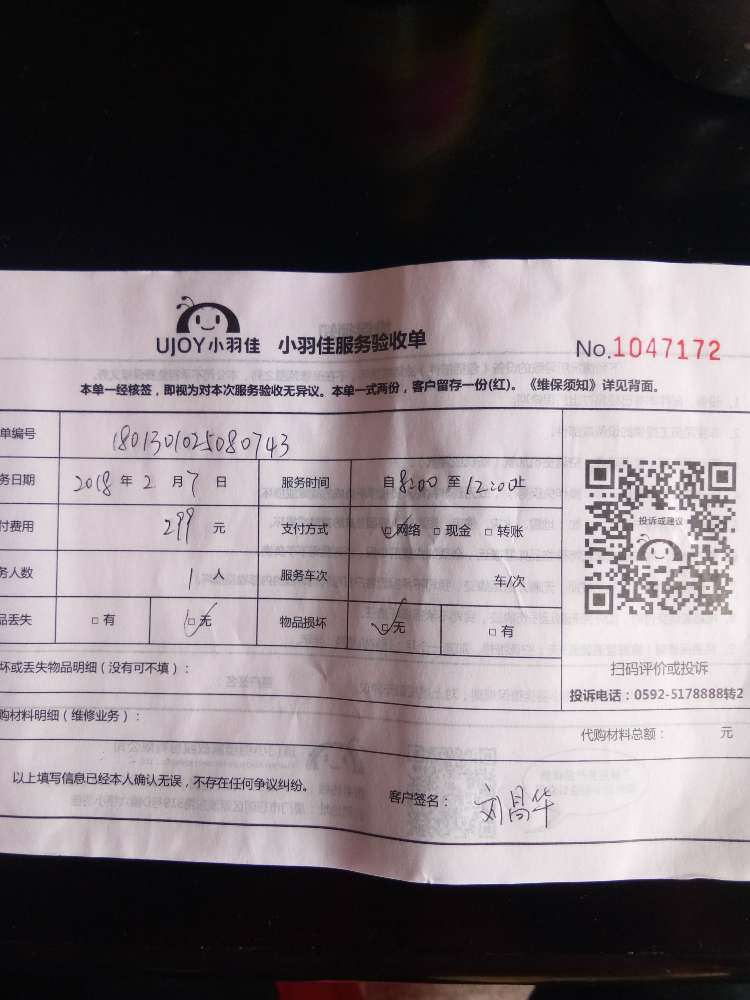 UJOY小羽佳 小羽佳服务验收单 No.1047172
本单一经核签，即视为对本次服务验收无异议。本单一式两份，客户留存一份(红)。《维保须知》详见背面。
单编号 1801301025080743
务日期 2018 年 2 月 7 日 服务时间 自 8:00 至 12:00 止
付费用 299 元 支付方式 ☑网络 □现金 □转账
务人数 1 人 服务车次 车/次
品丢失 □有 ☑无 物品损坏 ☑无 □有
投诉或建议
扫码评价或投诉
投诉电话：0592-5178888转2
坏或丢失物品明细（没有可不填）：
购材料明细（维修业务）： 代购材料总额： 元
以上填写信息已经本人确认无误，不存在任何争议纠纷。 客户签名： 刘昌华